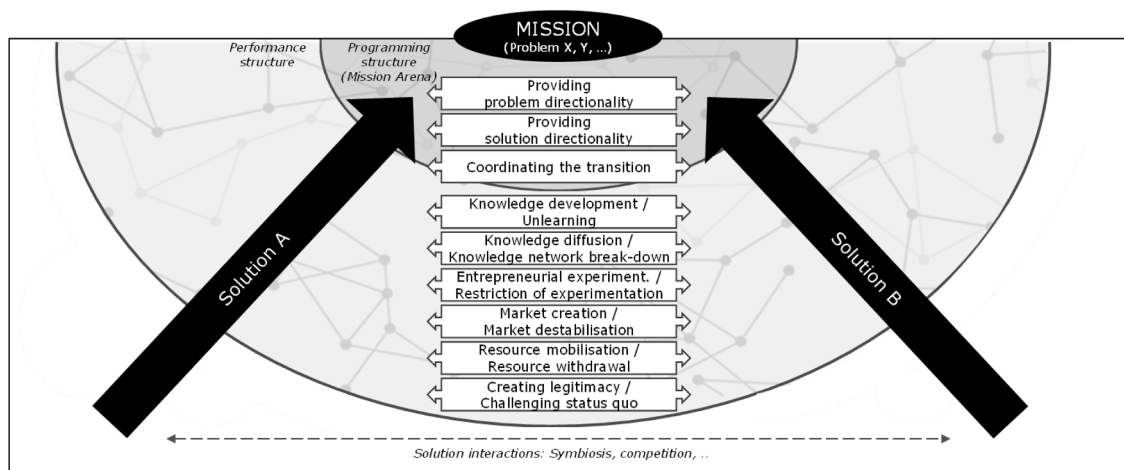 MISSION
(Problem X, Y, ...)
Performance
structure
Programming
structure
(Mission Arena)
Providing
problem directionality
Providing
solution directionality
Coordinating the transition
Knowledge development /
Unlearning
Knowledge diffusion /
Knowledge network break-down
Entrepreneurial experiment. /
Restriction of experimentation
Market creation /
Market destabilisation
Resource mobilisation /
Resource withdrawal
Creating legitimacy /
Challenging status quo
Solution A
Solution B
Solution interactions: Symbiosis, competition, ..